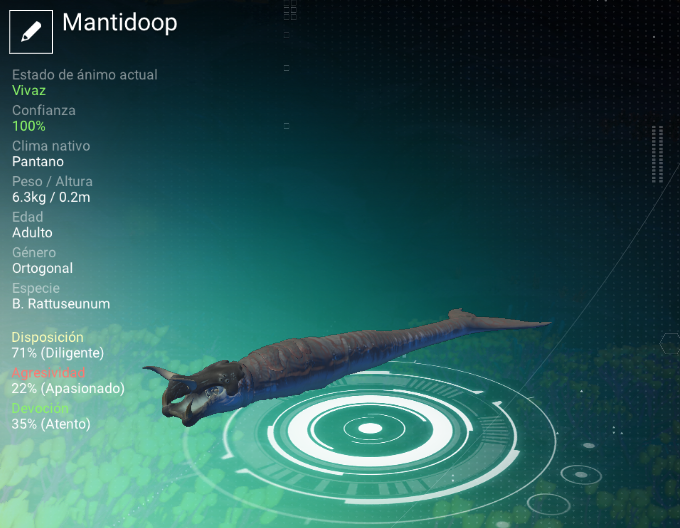 Mantidoop
Estado de ánimo actual
Vivaz
Confianza
100%
Clima nativo
Pantano
Peso / Altura
6.3kg / 0.2m
Edad
Adulto
Género
Ortogonal
Especie
B. Rattuseunum
Disposición
71% (Diligente)
Agresividad
22% (Apasionado)
Devoción
35% (Atento)